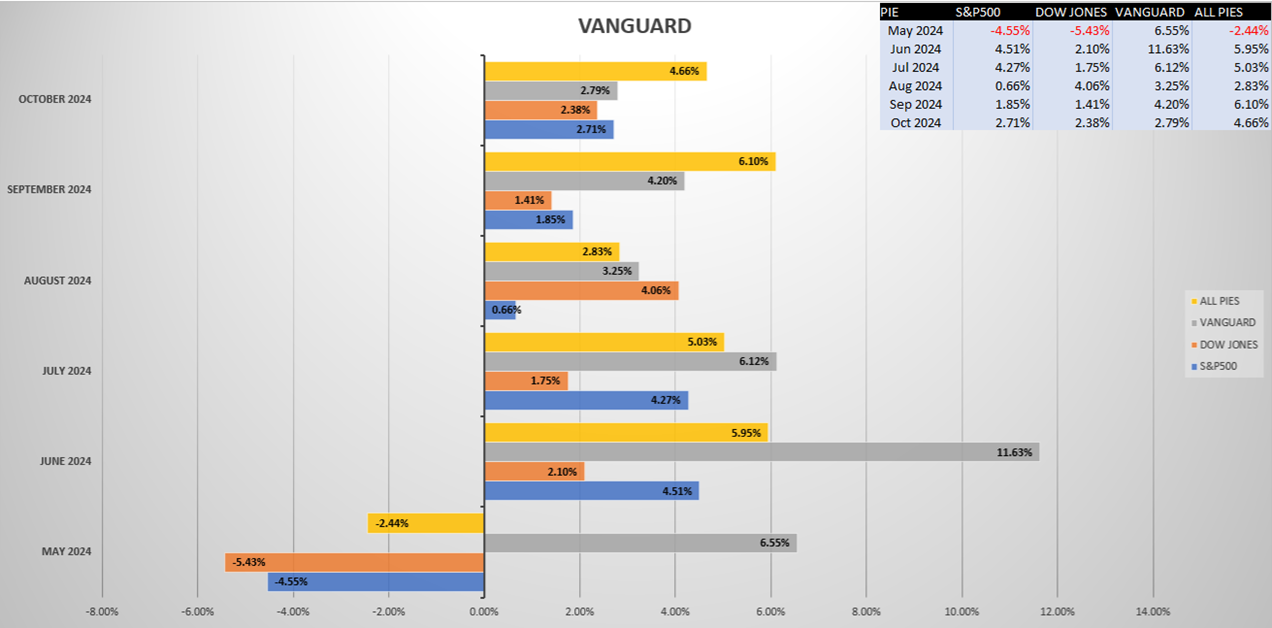 VANGUARD
PIE S&P500 DOW JONES VANGUARD ALL PIES
May 2024 -4.55% -5.43% 6.55% -2.44%
Jun 2024 4.51% 2.10% 11.63% 5.95%
Jul 2024 4.27% 1.75% 6.12% 5.03%
Aug 2024 0.66% 4.06% 3.25% 2.83%
Sep 2024 1.85% 1.41% 4.20% 6.10%
Oct 2024 2.71% 2.38% 2.79% 4.66%
OCTOBER 2024
4.66%
2.79%
2.38%
2.71%
SEPTEMBER 2024
6.10%
4.20%
1.41%
1.85%
AUGUST 2024
2.83%
3.25%
4.06%
0.66%
JULY 2024
5.03%
6.12%
1.75%
4.27%
JUNE 2024
5.95%
11.63%
2.10%
4.51%
MAY 2024
-2.44%
6.55%
-5.43%
-4.55%
ALL PIES
VANGUARD
DOW JONES
S&P500
-8.00% -6.00% -4.00% -2.00% 0.00% 2.00% 4.00% 6.00% 8.00% 10.00% 12.00% 14.00%